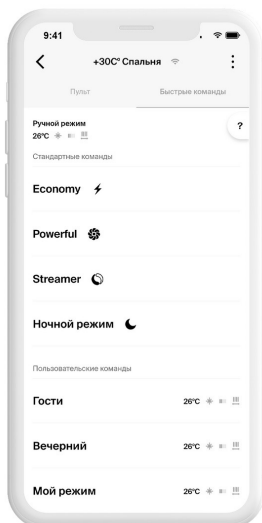 9:41
+30C° Спальня
Пульт
Быстрые команды
Ручной режим
26°C
?
Стандартные команды
Economy
Powerful
Streamer
Ночной режим
Пользовательские команды
Гости 26°C
Вечерний 26°C
Мой режим 26°C